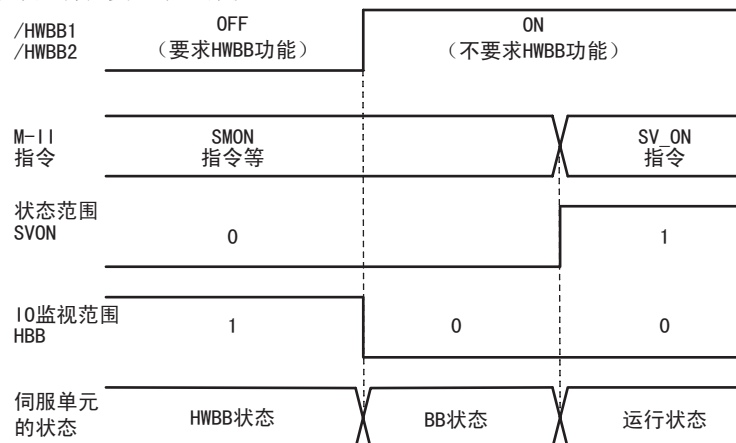 /HWBB1
/HWBB2
OFF
（要求HWBB功能）
ON
（不要求HWBB功能）
M-II
指令
SMON
指令等
SV_ON
指令
状态范围
SVON
0
1
IO监视范围
HBB
1
0
0
伺服单元
的状态
HWBB状态
BB状态
运行状态